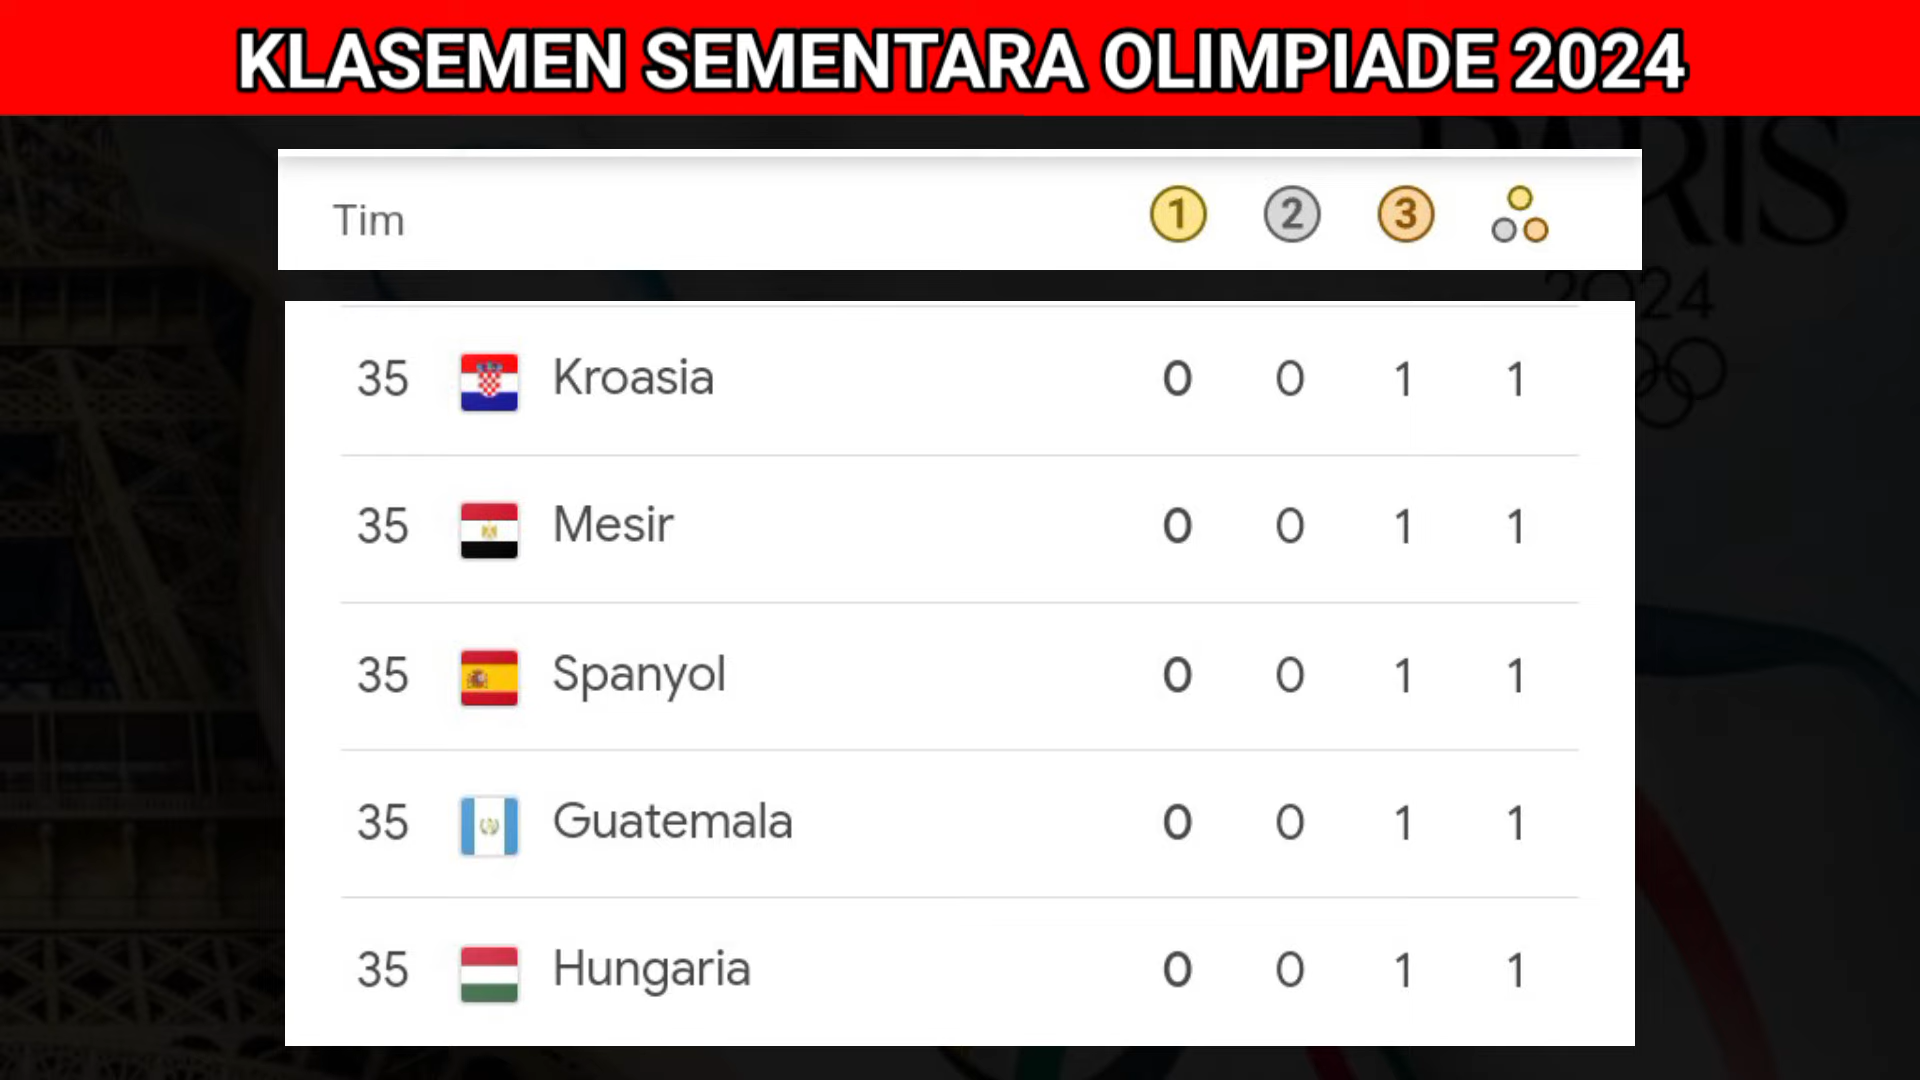 KLASEMEN SEMENTARA OLIMPIADE 2024
PARIS
2024
Tim 1 2 3
35 Kroasia 0 0 1 1
35 Mesir 0 0 1 1
35 Spanyol 0 0 1 1
35 Guatemala 0 0 1 1
35 Hungaria 0 0 1 1